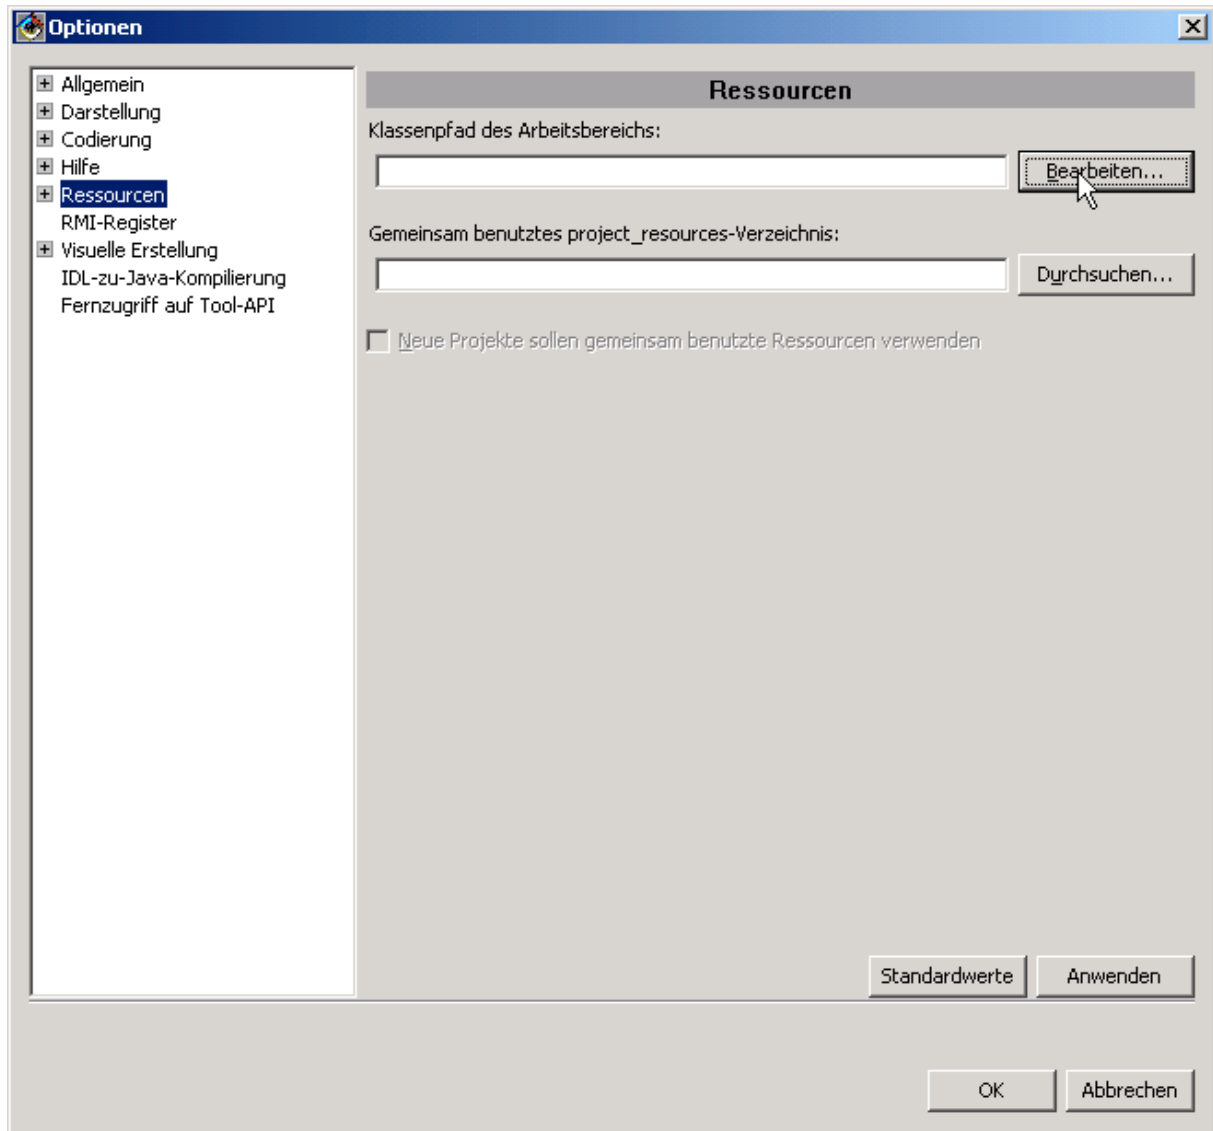 Optionen
Allgemein
Darstellung
Codierung
Hilfe
Ressourcen
RMI-Register
Visuelle Erstellung
IDL-zu-Java-Kompilierung
Fernzugriff auf Tool-API
Ressourcen
Klassenpfad des Arbeitsbereichs:
Bearbeiten...
Gemeinsam benutztes project_resources-Verzeichnis:
Durchsuchen...
Neue Projekte sollen gemeinsam benutzte Ressourcen verwenden
Standardwerte
Anwenden
OK
Abbrechen